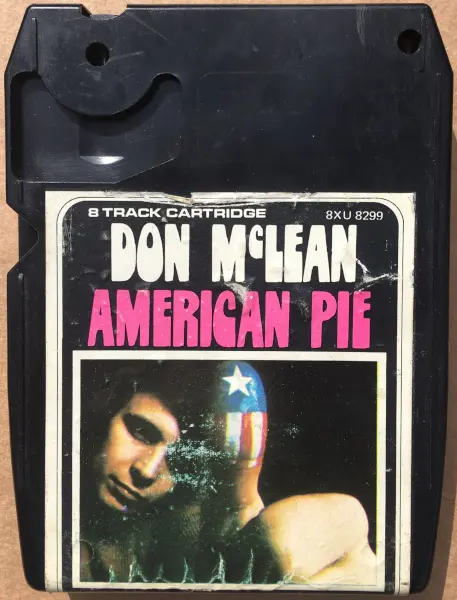 8 TRACK CARTRIDGE 8XU 8299
DON McLEAN
AMERICAN PIE